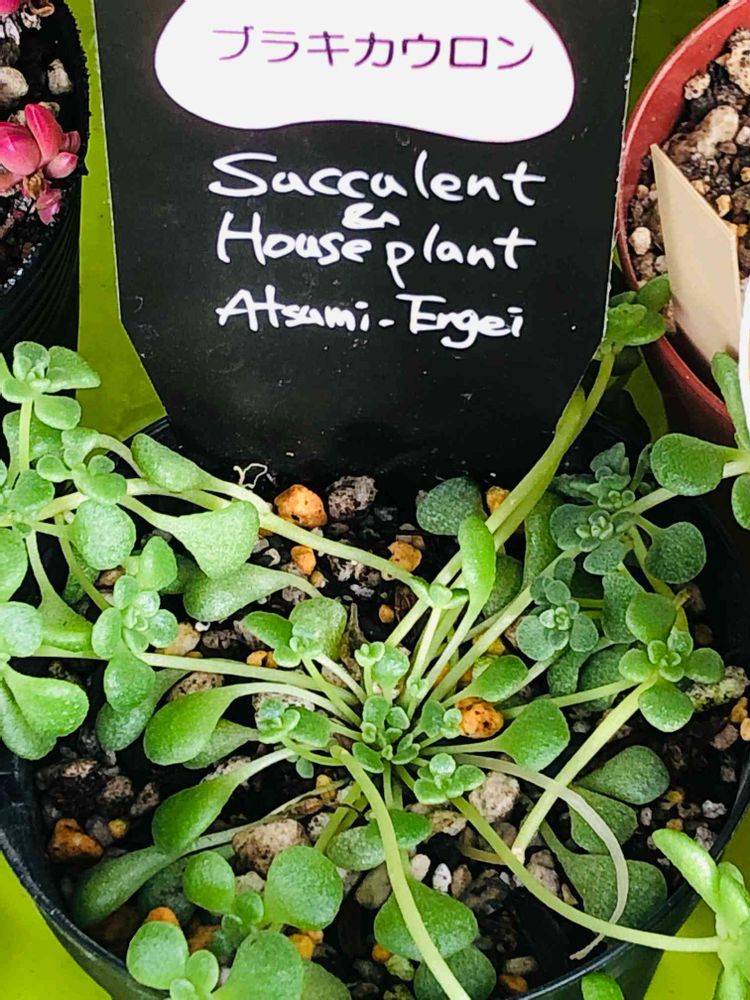 ブラキカウロン
Succulent
&
House plant
Atsumi-Engei